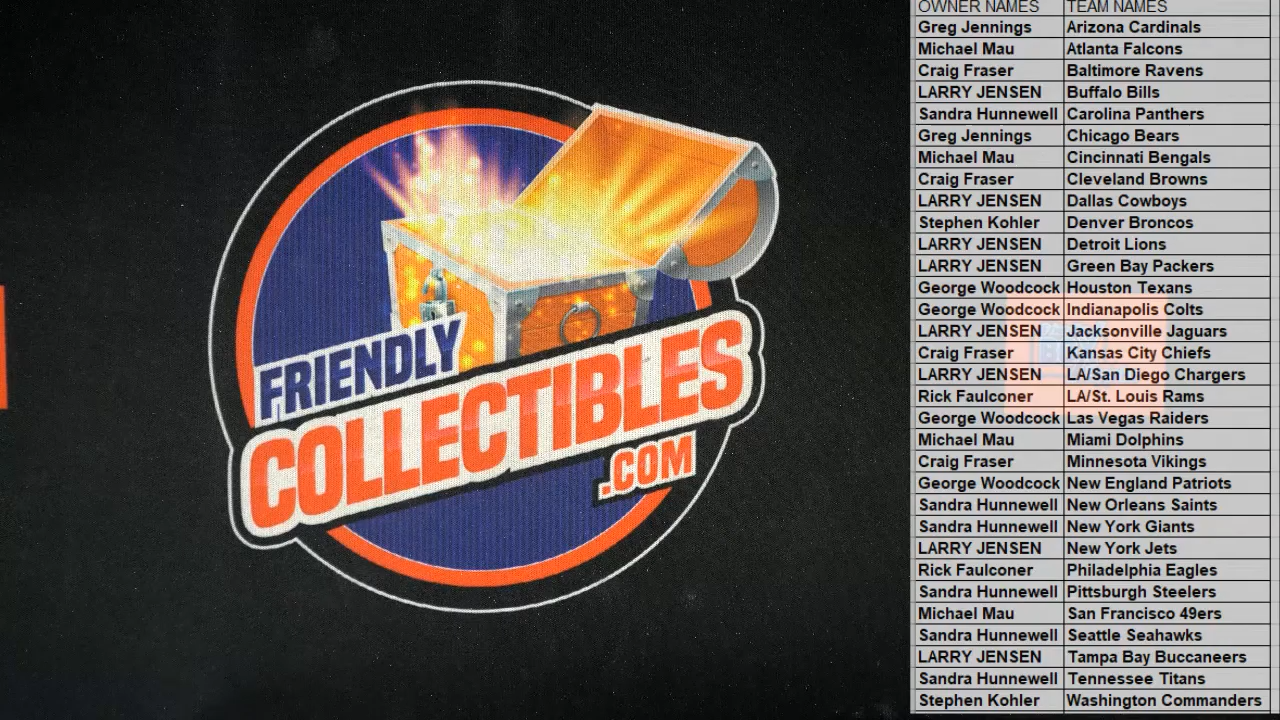 FRIENDLY
COLLECTIBLES
.COM
OWNER NAMES TEAM NAMES
Greg Jennings Arizona Cardinals
Michael Mau Atlanta Falcons
Craig Fraser Baltimore Ravens
LARRY JENSEN Buffalo Bills
Sandra Hunnewell Carolina Panthers
Greg Jennings Chicago Bears
Michael Mau Cincinnati Bengals
Craig Fraser Cleveland Browns
LARRY JENSEN Dallas Cowboys
Stephen Kohler Denver Broncos
LARRY JENSEN Detroit Lions
LARRY JENSEN Green Bay Packers
George Woodcock Houston Texans
George Woodcock Indianapolis Colts
LARRY JENSEN Jacksonville Jaguars
Craig Fraser Kansas City Chiefs
LARRY JENSEN LA/San Diego Chargers
Rick Faulconer LA/St. Louis Rams
George Woodcock Las Vegas Raiders
Michael Mau Miami Dolphins
Craig Fraser Minnesota Vikings
George Woodcock New England Patriots
Sandra Hunnewell New Orleans Saints
Sandra Hunnewell New York Giants
LARRY JENSEN New York Jets
Rick Faulconer Philadelphia Eagles
Sandra Hunnewell Pittsburgh Steelers
Michael Mau San Francisco 49ers
Sandra Hunnewell Seattle Seahawks
LARRY JENSEN Tampa Bay Buccaneers
Sandra Hunnewell Tennessee Titans
Stephen Kohler Washington Commanders